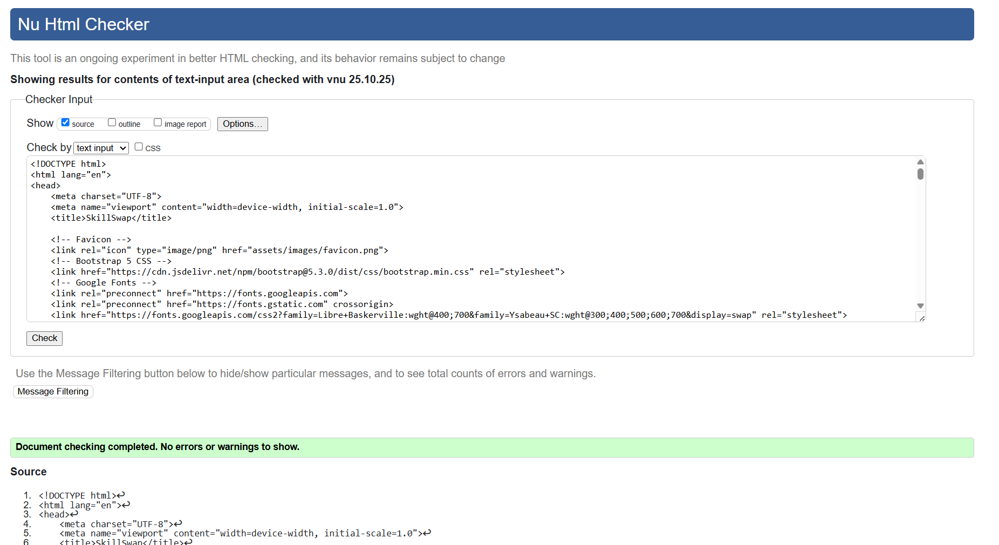 Nu Html Checker
This tool is an ongoing experiment in better HTML checking, and its behavior remains subject to change
Showing results for contents of text-input area (checked with vnu 25.10.25)
Checker Input
Show source outline image report Options...
Check by text input CSS
<!DOCTYPE html>
<html lang="en">
<head>
    <meta charset="UTF-8">
    <meta name="viewport" content="width=device-width, initial-scale=1.0">
    <title>SkillSwap</title>
    <!-- Favicon -->
    <link rel="icon" type="image/png" href="assets/images/favicon.png">
    <!-- Bootstrap 5 CSS -->
    <link href="https://cdn.jsdelivr.net/npm/bootstrap@5.3.0/dist/css/bootstrap.min.css" rel="stylesheet">
    <!-- Google Fonts -->
    <link rel="preconnect" href="https://fonts.googleapis.com">
    <link rel="preconnect" href="https://fonts.gstatic.com" crossorigin>
    <link href="https://fonts.googleapis.com/css2?family=Libre+Baskerville:wght@400;700&family=Ysabeau+SC:wght@300;400;500;600;700&display=swap" rel="stylesheet">
Check
Use the Message Filtering button below to hide/show particular messages, and to see total counts of errors and warnings.
Message Filtering
Document checking completed. No errors or warnings to show.
Source
1. <!DOCTYPE html>↩
2. <html lang="en">↩
3. <head>↩
4.     <meta charset="UTF-8">↩
5.     <meta name="viewport" content="width=device-width, initial-scale=1.0">↩
6.     <title>SkillSwap</title>↩